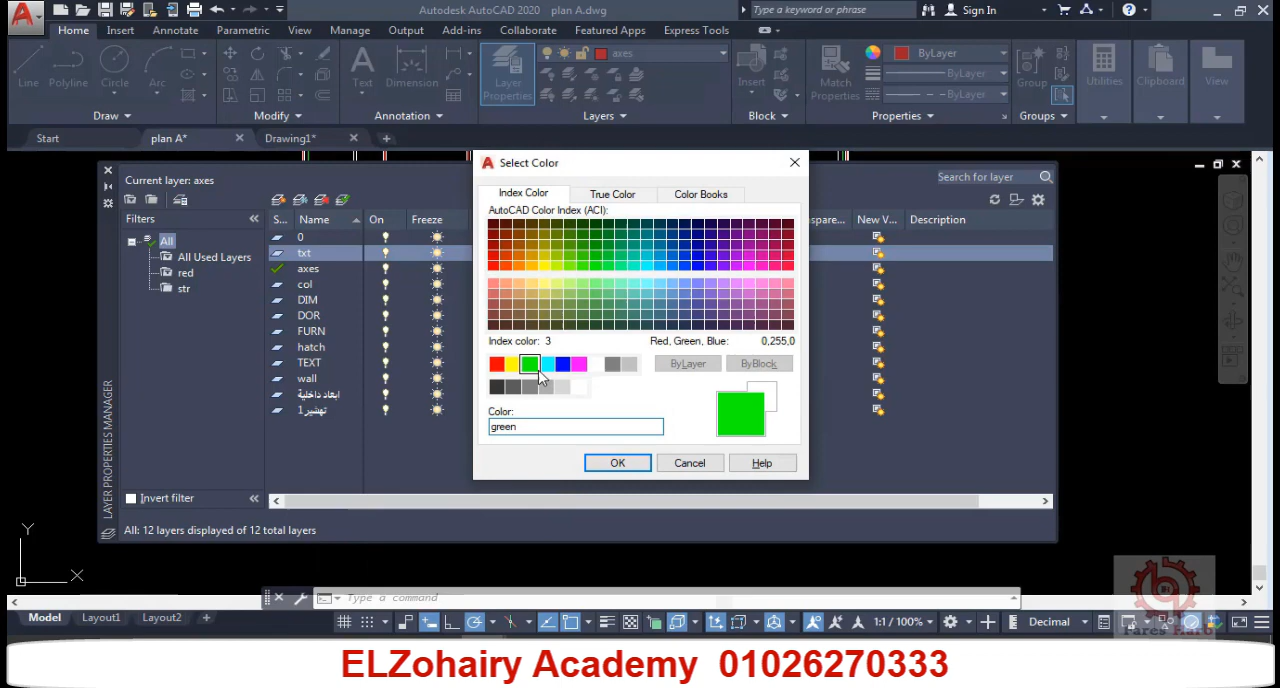 Autodesk AutoCAD 2020 plan A.dwg
Type a keyword or phrase
Sign In
Home Insert Annotate Parametric View Manage Output Add-ins Collaborate Featured Apps Express Tools
Line Polyline Circle Arc
Text Dimension
Layer Properties
axes
Insert
Match Properties
ByLayer
ByLayer
ByLayer
Group
Utilities
Clipboard
View
Draw Modify Annotation Layers Block Properties Groups
Start plan A* Drawing1*
Current layer: axes
Search for layer
Filters
S... Name On Freeze
spare... New V... Description
All
All Used Layers
red
str
0
txt
axes
col
DIM
DOR
FURN
hatch
TEXT
wall
ابعاد داخلية
تهشير1
Invert filter
All: 12 layers displayed of 12 total layers
LAYER PROPERTIES MANAGER
Select Color
Index Color True Color Color Books
AutoCAD Color Index (ACI):
Index color: 3 Red, Green, Blue: 0,255,0
ByLayer ByBlock
Color:
green
OK Cancel Help
Y
X
Type a command
Model Layout1 Layout2
1:1 / 100% Decimal
Fares Harb
ELZohairy Academy 01026270333